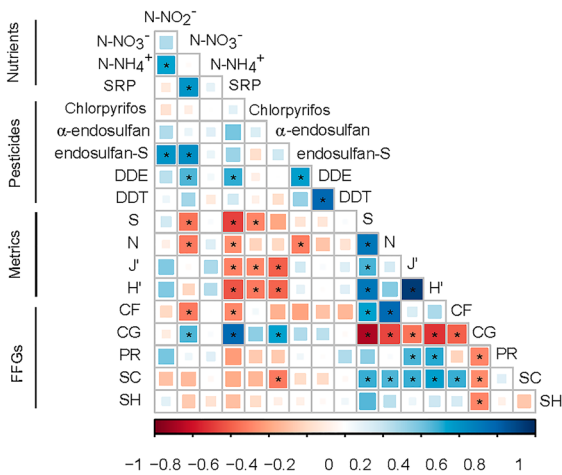 N-NO2-
N-NO3- N-NO3-
N-NH4+ N-NH4+
SRP SRP
Chlorpyrifos Chlorpyrifos
α-endosulfan α-endosulfan
endosulfan-S endosulfan-S
DDE DDE
DDT DDT
S S
N N
J' J'
H' H'
CF CF
CG CG
PR PR
SC SC
SH SH
Nutrients
Pesticides
Metrics
FFGs
−1 −0.8 −0.6 −0.4 −0.2 0 0.2 0.4 0.6 0.8 1